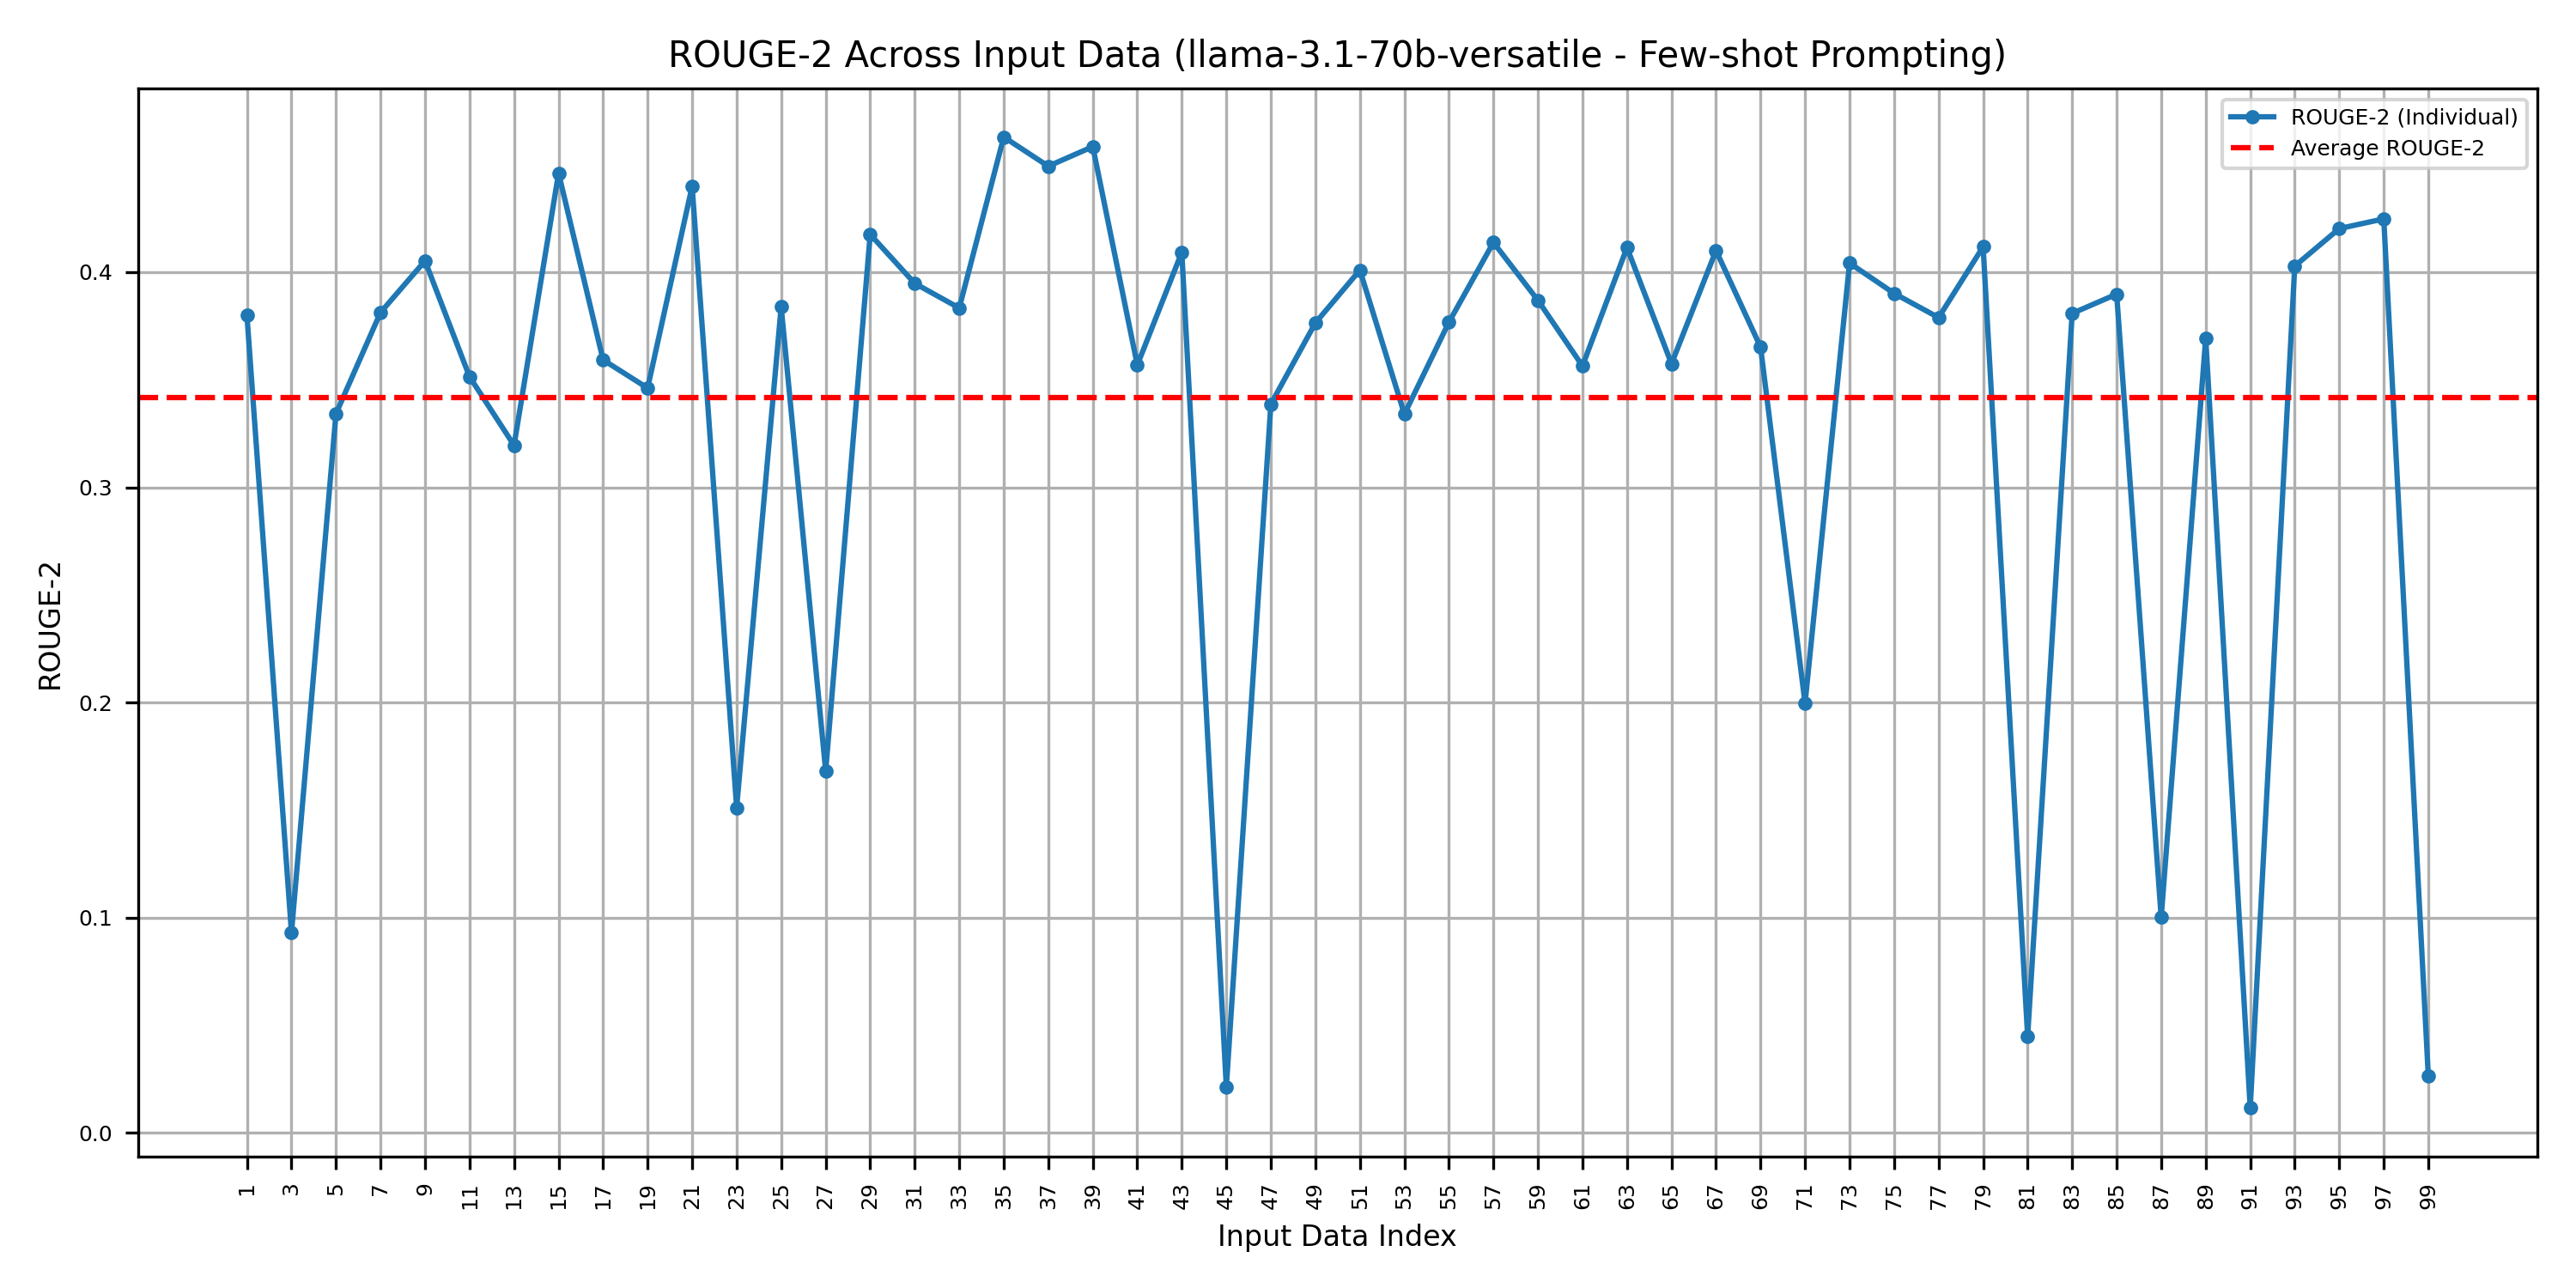 ROUGE-2 Across Input Data (llama-3.1-70b-versatile - Few-shot Prompting)
ROUGE-2 (Individual)
Average ROUGE-2
0.4
0.3
0.2
0.1
0.0
ROUGE-2
1 3 5 7 9 11 13 15 17 19 21 23 25 27 29 31 33 35 37 39 41 43 45 47 49 51 53 55 57 59 61 63 65 67 69 71 73 75 77 79 81 83 85 87 89 91 93 95 97 99
Input Data Index